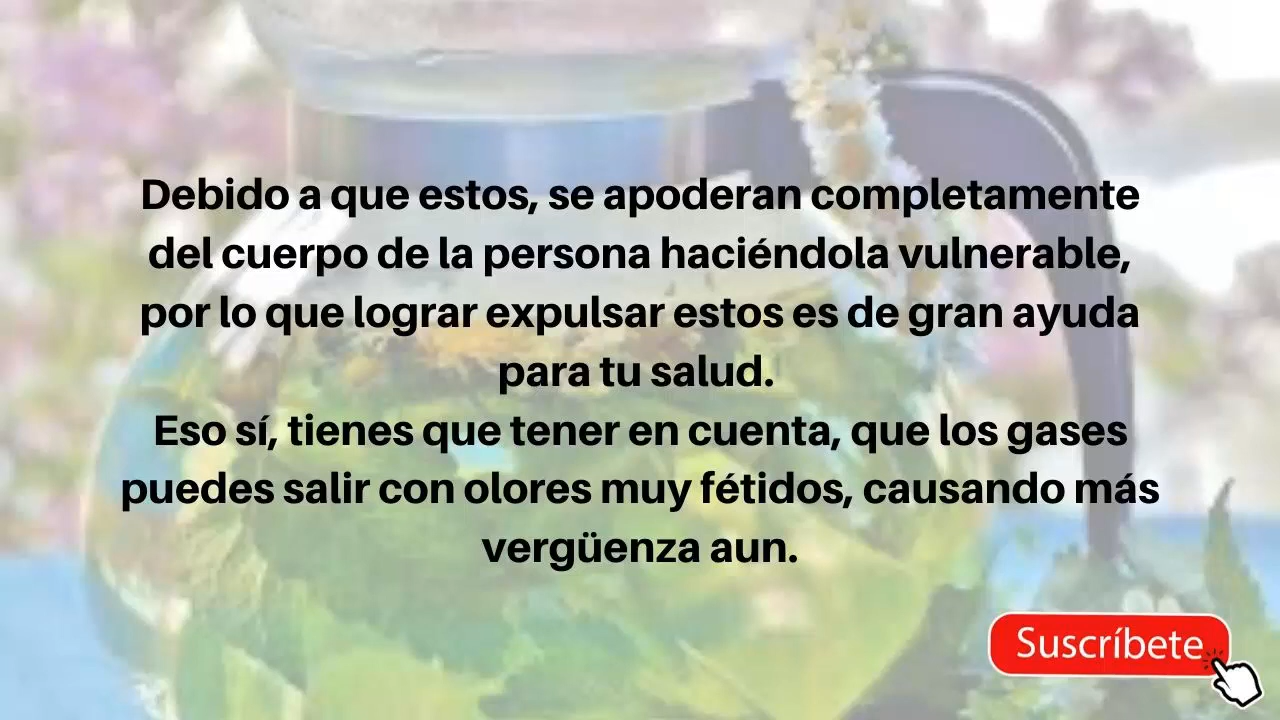 Debido a que estos, se apoderan completamente
del cuerpo de la persona haciéndola vulnerable,
por lo que lograr expulsar estos es de gran ayuda
para tu salud.
Eso sí, tienes que tener en cuenta, que los gases
puedes salir con olores muy fétidos, causando más
vergüenza aun.
Suscríbete